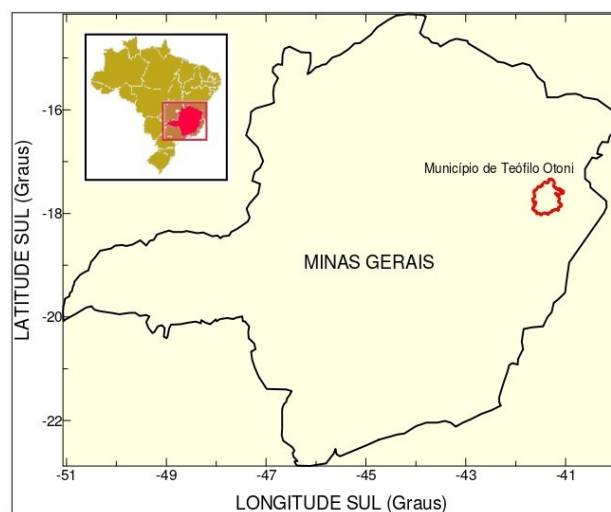 LATITUDE SUL (Graus)
-16
-18
-20
-22
Município de Teófilo Otoni
MINAS GERAIS
-51
-49
-47
-45
-43
-41
-40
LONGITUDE SUL (Graus)